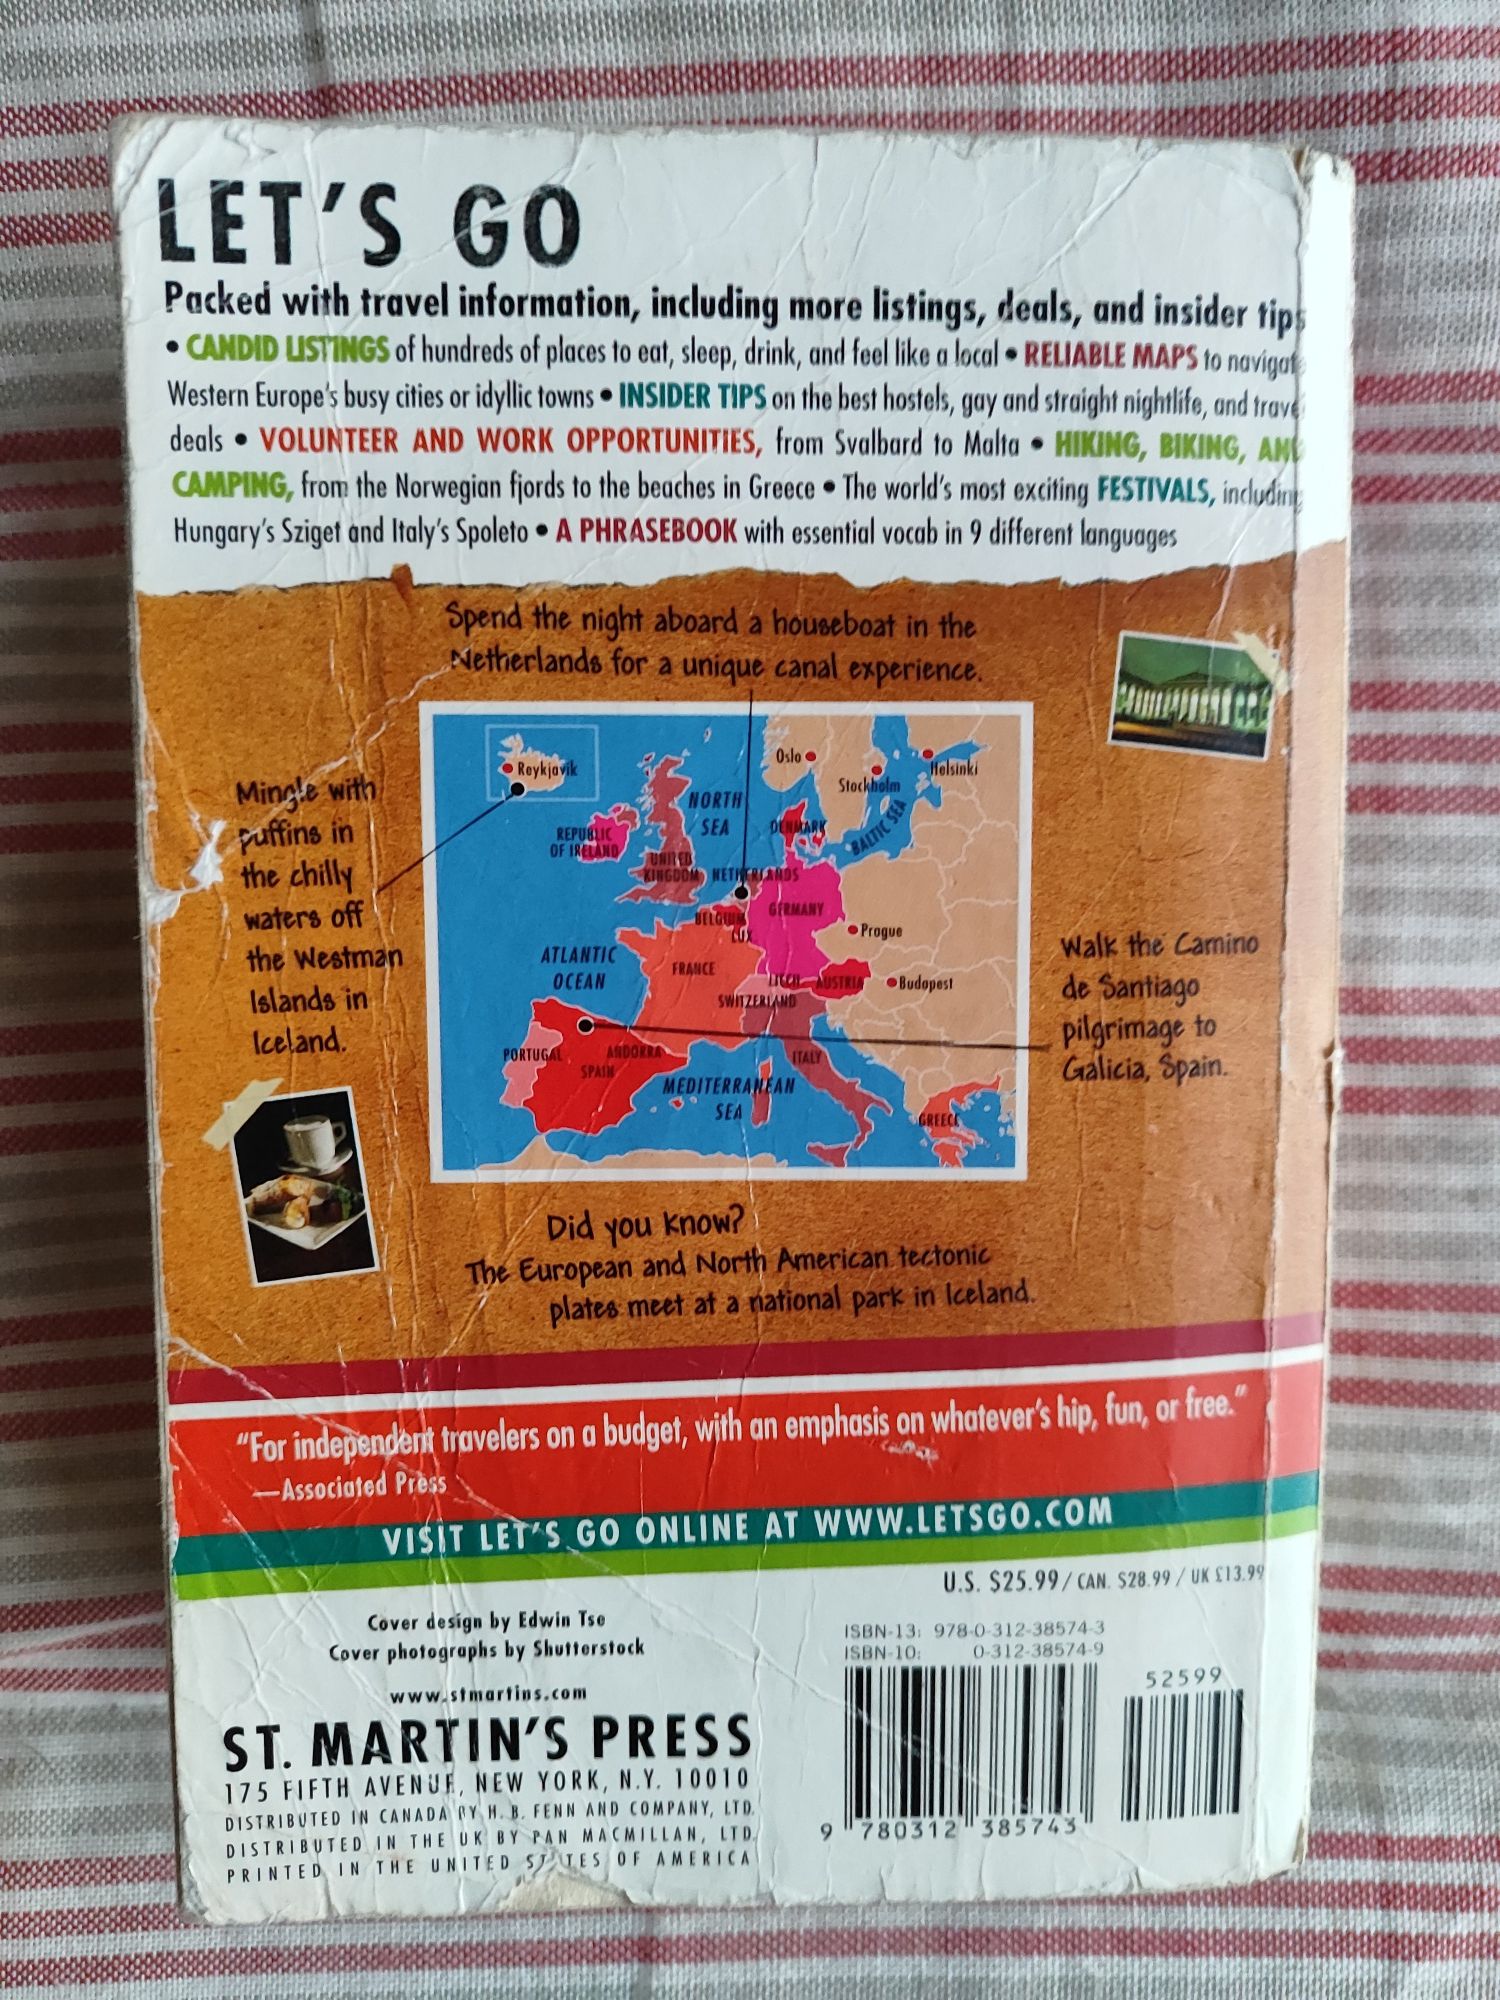 LET'S GO
Packed with travel information, including more listings, deals, and insider tips
• CANDID LISTINGS of hundreds of places to eat, sleep, drink, and feel like a local • RELIABLE MAPS to navigat
Western Europe's busy cities or idyllic towns • INSIDER TIPS on the best hostels, gay and straight nightlife, and trave
deals • VOLUNTEER AND WORK OPPORTUNITIES, from Svalbard to Malta • HIKING, BIKING, AND
CAMPING, from the Norwegian fjords to the beaches in Greece • The world's most exciting FESTIVALS, including
Hungary's Sziget and Italy's Spoleto • A PHRASEBOOK with essential vocab in 9 different languages
Spend the night aboard a houseboat in the
Netherlands for a unique canal experience.
Mingle with
puffins in
the chilly
waters off
the Westman
Islands in
Iceland.
Reykjavik
Oslo
Stockholm
Helsinki
NORTH
SEA
DENMARK
BALTIC SEA
REPUBLIC
OF IRELAND
UNITED
KINGDOM
NETHERLANDS
GERMANY
BELGIUM
LUX
Prague
ATLANTIC
OCEAN
FRANCE
LIECH.
AUSTRIA
Budapest
SWITZERLAND
PORTUGAL
ANDORRA
SPAIN
ITALY
MEDITERRANEAN
SEA
GREECE
Walk the Camino
de Santiago
pilgrimage to
Galicia, Spain.
Did you know?
The European and North American tectonic
plates meet at a national park in Iceland.
"For independent travelers on a budget, with an emphasis on whatever's hip, fun, or free."
—Associated Press
VISIT LET'S GO ONLINE AT WWW.LETSGO.COM
U.S. $25.99 / CAN. $28.99 / UK £13.99
Cover design by Edwin Tse
Cover photographs by Shutterstock
www.stmartins.com
ST. MARTIN'S PRESS
175 FIFTH AVENUE, NEW YORK, N.Y. 10010
DISTRIBUTED IN CANADA BY H. B. FENN AND COMPANY, LTD.
DISTRIBUTED IN THE UK BY PAN MACMILLAN, LTD.
PRINTED IN THE UNITED STATES OF AMERICA
ISBN-13: 978-0-312-38574-3
ISBN-10: 0-312-38574-9
52599
9 780312 385743